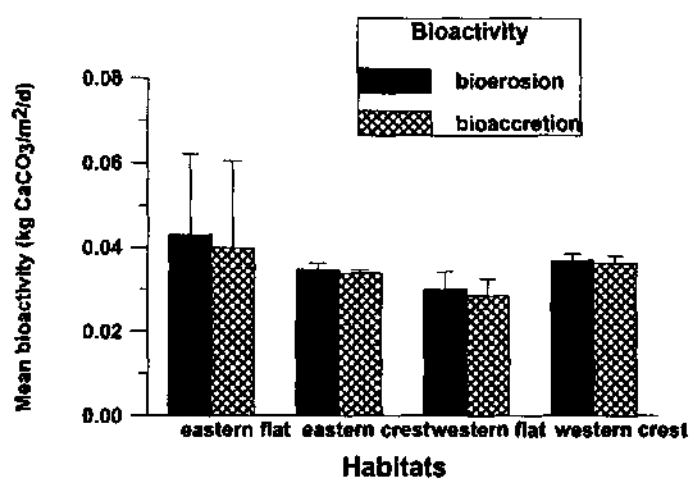 Bioactivity
bioerosion
bioaccretion
Mean bioactivity (kg CaCO3/m2/d)
0.08
0.06
0.04
0.02
0.00
eastern flat eastern crest western flat western crest
Habitats